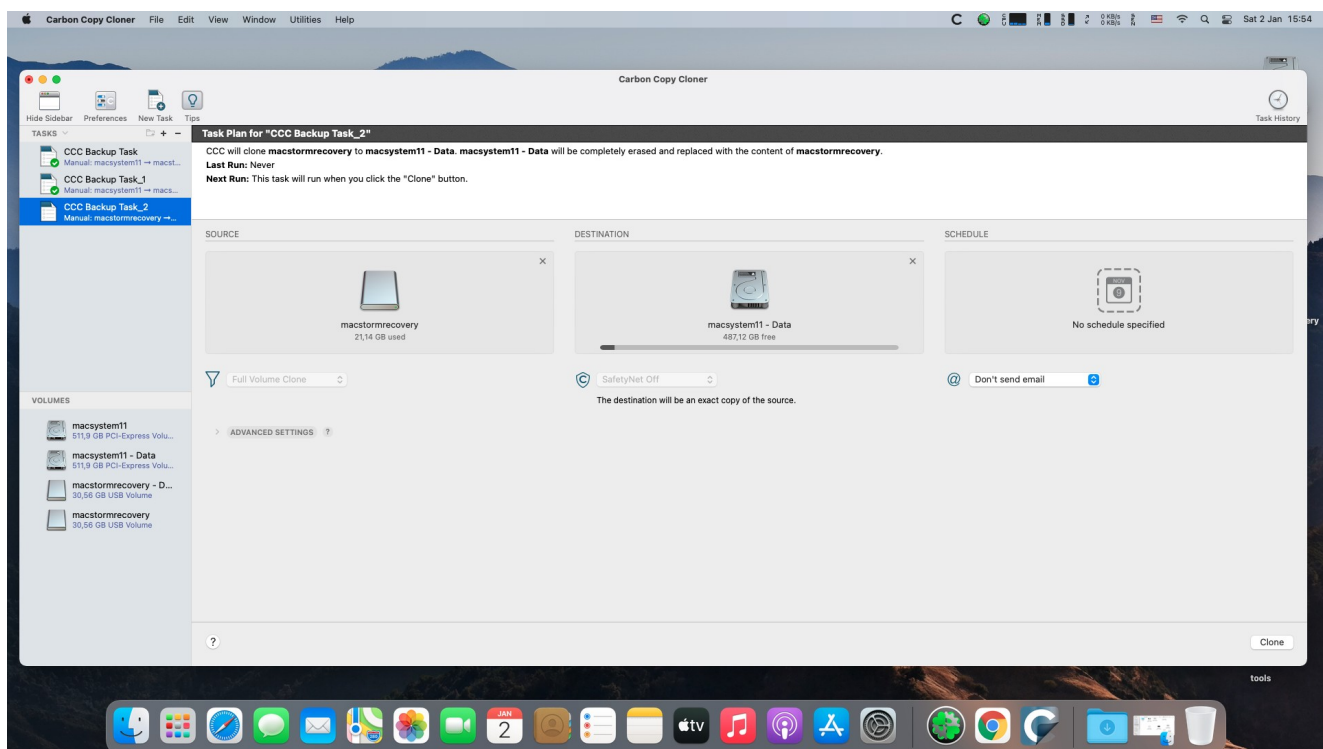 Carbon Copy Cloner File Edit View Window Utilities Help
0 KB/s
0 KB/s
Sat 2 Jan 15:54
Carbon Copy Cloner
Hide Sidebar Preferences New Task Tips
Task History
TASKS
CCC Backup Task
Manual: macsystem11 → macst...
CCC Backup Task_1
Manual: macsystem11 → macs...
CCC Backup Task_2
Manual: macstormrecovery →...
Task Plan for "CCC Backup Task_2"
CCC will clone macstormrecovery to macsystem11 - Data. macsystem11 - Data will be completely erased and replaced with the content of macstormrecovery.
Last Run: Never
Next Run: This task will run when you click the "Clone" button.
SOURCE
macstormrecovery
21,14 GB used
Full Volume Clone
ADVANCED SETTINGS ?
DESTINATION
macsystem11 - Data
487,12 GB free
SafetyNet Off
The destination will be an exact copy of the source.
SCHEDULE
NOV
9
No schedule specified
@ Don't send email
VOLUMES
macsystem11
511,9 GB PCI-Express Volu...
macsystem11 - Data
511,9 GB PCI-Express Volu...
macstormrecovery - D...
30,56 GB USB Volume
macstormrecovery
30,56 GB USB Volume
?
Clone
ery
tools
JAN
2
tv